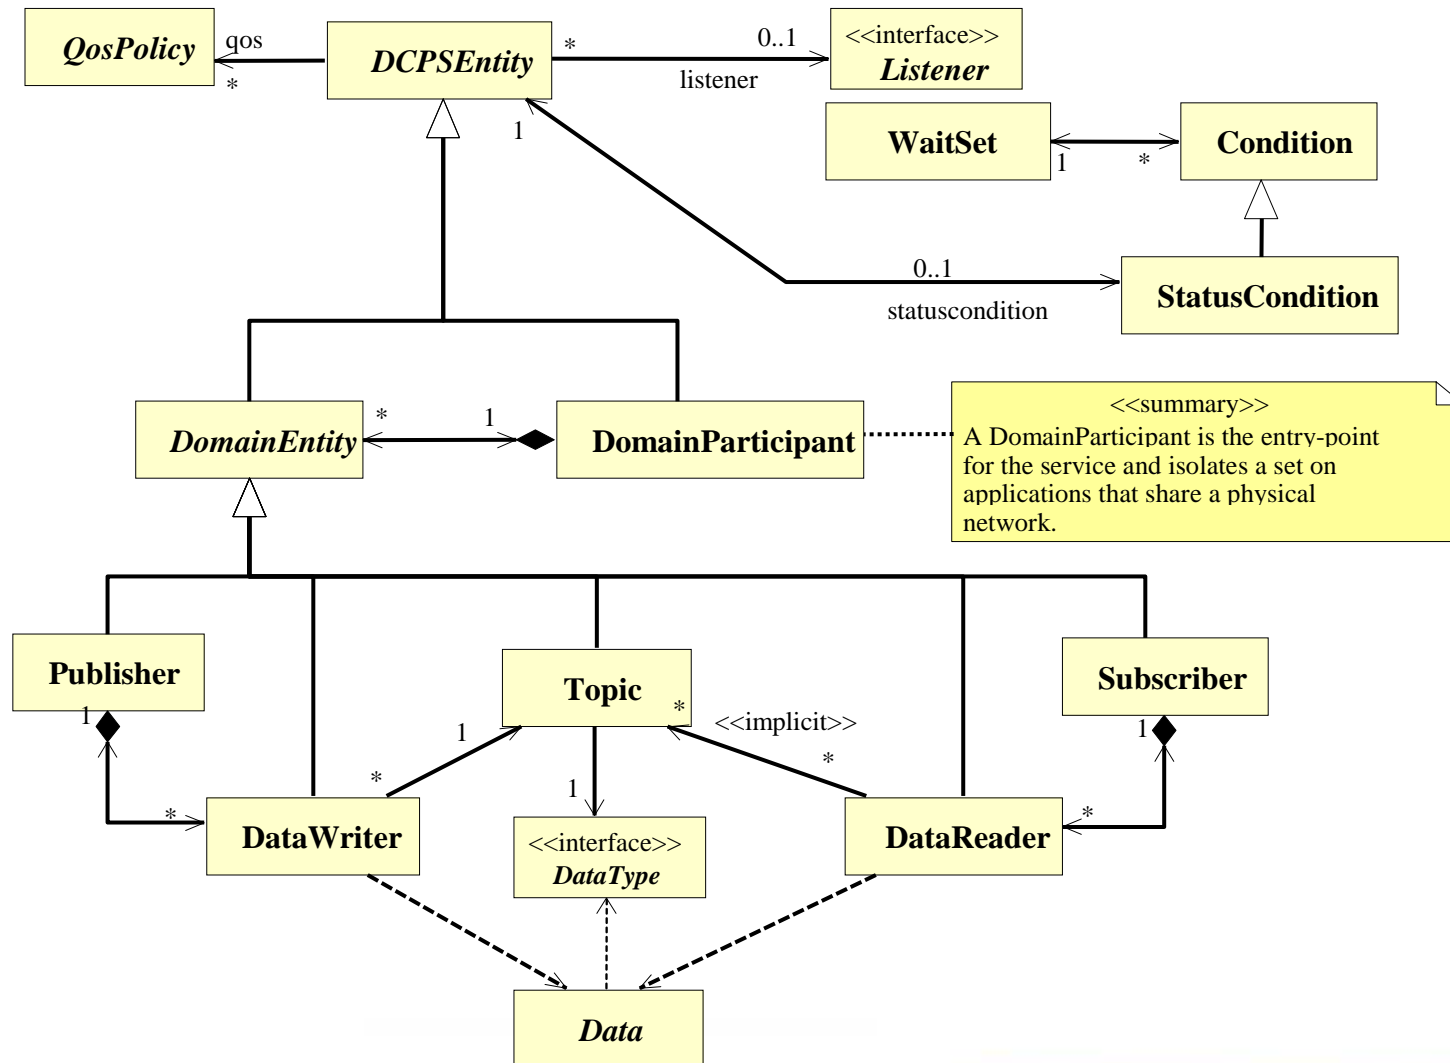 QosPolicy
qos
*
DCPSEntity
*
0..1
listener
<<interface>>
Listener
1
WaitSet
1
*
Condition
0..1
statuscondition
StatusCondition
DomainEntity
*
1
DomainParticipant
<<summary>>
A DomainParticipant is the entry-point
for the service and isolates a set on
applications that share a physical
network.
Publisher
1
*
Topic
*
1
*
<<implicit>>
*
1
Subscriber
1
*
DataWriter
<<interface>>
DataType
DataReader
Data